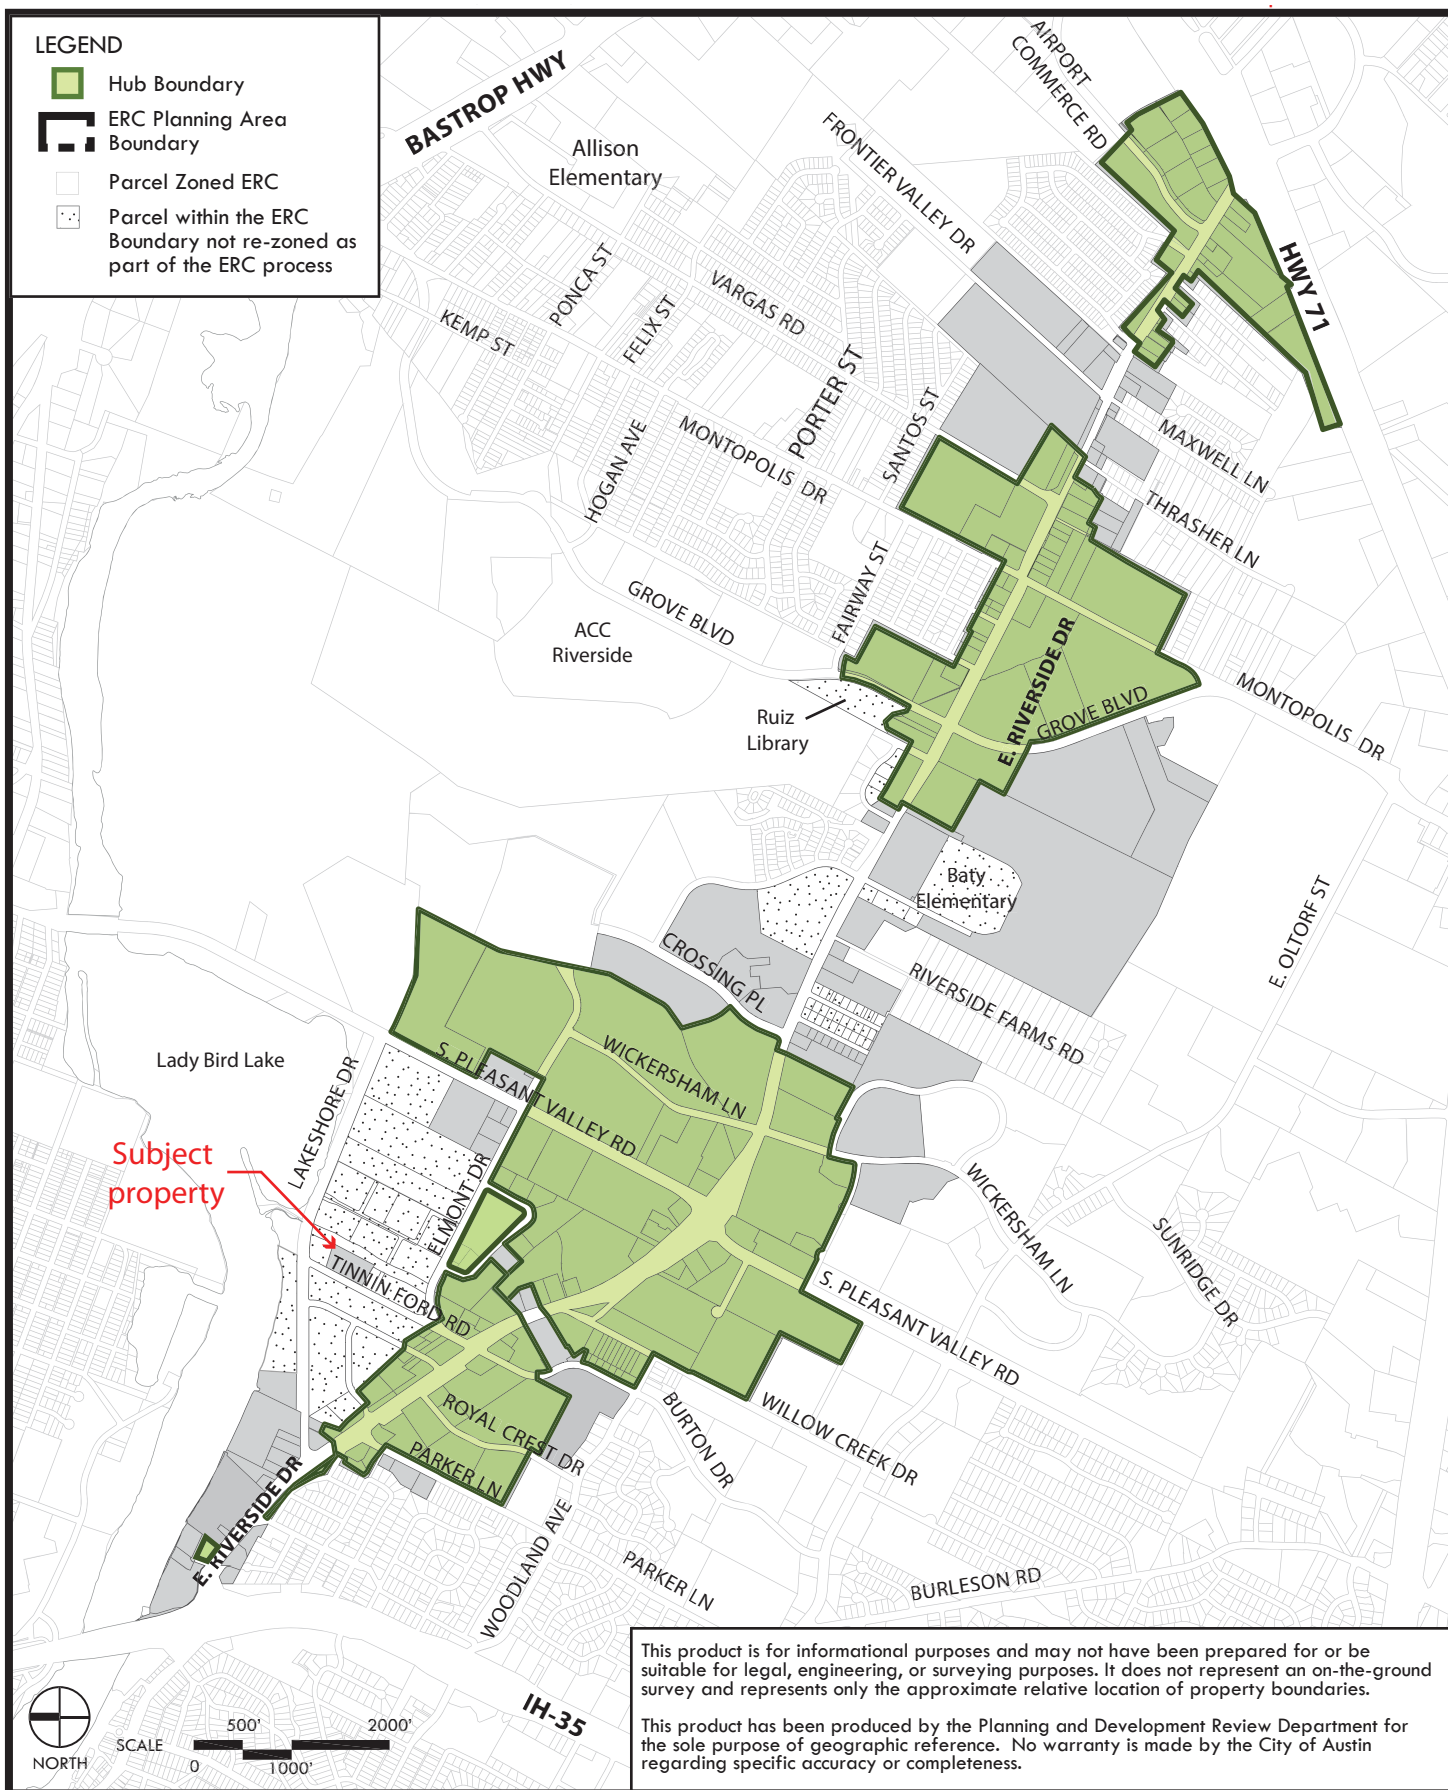 LEGEND
Hub Boundary
ERC Planning Area
Boundary
Parcel Zoned ERC
Parcel within the ERC
Boundary not re-zoned as
part of the ERC process
BASTROP HWY
Allison
Elementary
AIRPORT
COMMERCE RD
FRONTIER VALLEY DR
HWY 71
PONCA ST
FELIX ST
VARGAS RD
KEMP ST
PORTER ST
SANTOS ST
HOGAN AVE
MONTOPOLIS DR
MAXWELL LN
THRASHER LN
FAIRWAY ST
GROVE BLVD
ACC
Riverside
E. RIVERSIDE DR
GROVE BLVD
MONTOPOLIS DR
Ruiz
Library
Baty
Elementary
E. OLTORF ST
CROSSING PL
RIVERSIDE FARMS RD
Lady Bird Lake
LAKESHORE DR
S. PLEASANT VALLEY RD
WICKERSHAM LN
Subject
property
ELMONT DR
TINNIN FORD RD
WICKERSHAM LN
SUNRIDGE DR
S. PLEASANT VALLEY RD
ROYAL CREST DR
PARKER LN
BURTON DR
WILLOW CREEK DR
E. RIVERSIDE DR
WOODLAND AVE
PARKER LN
BURLESON RD
IH-35
NORTH
SCALE
500'
2000'
0
1000'
This product is for informational purposes and may not have been prepared for or be
suitable for legal, engineering, or surveying purposes. It does not represent an on-the-ground
survey and represents only the approximate relative location of property boundaries.
This product has been produced by the Planning and Development Review Department for
the sole purpose of geographic reference. No warranty is made by the City of Austin
regarding specific accuracy or completeness.